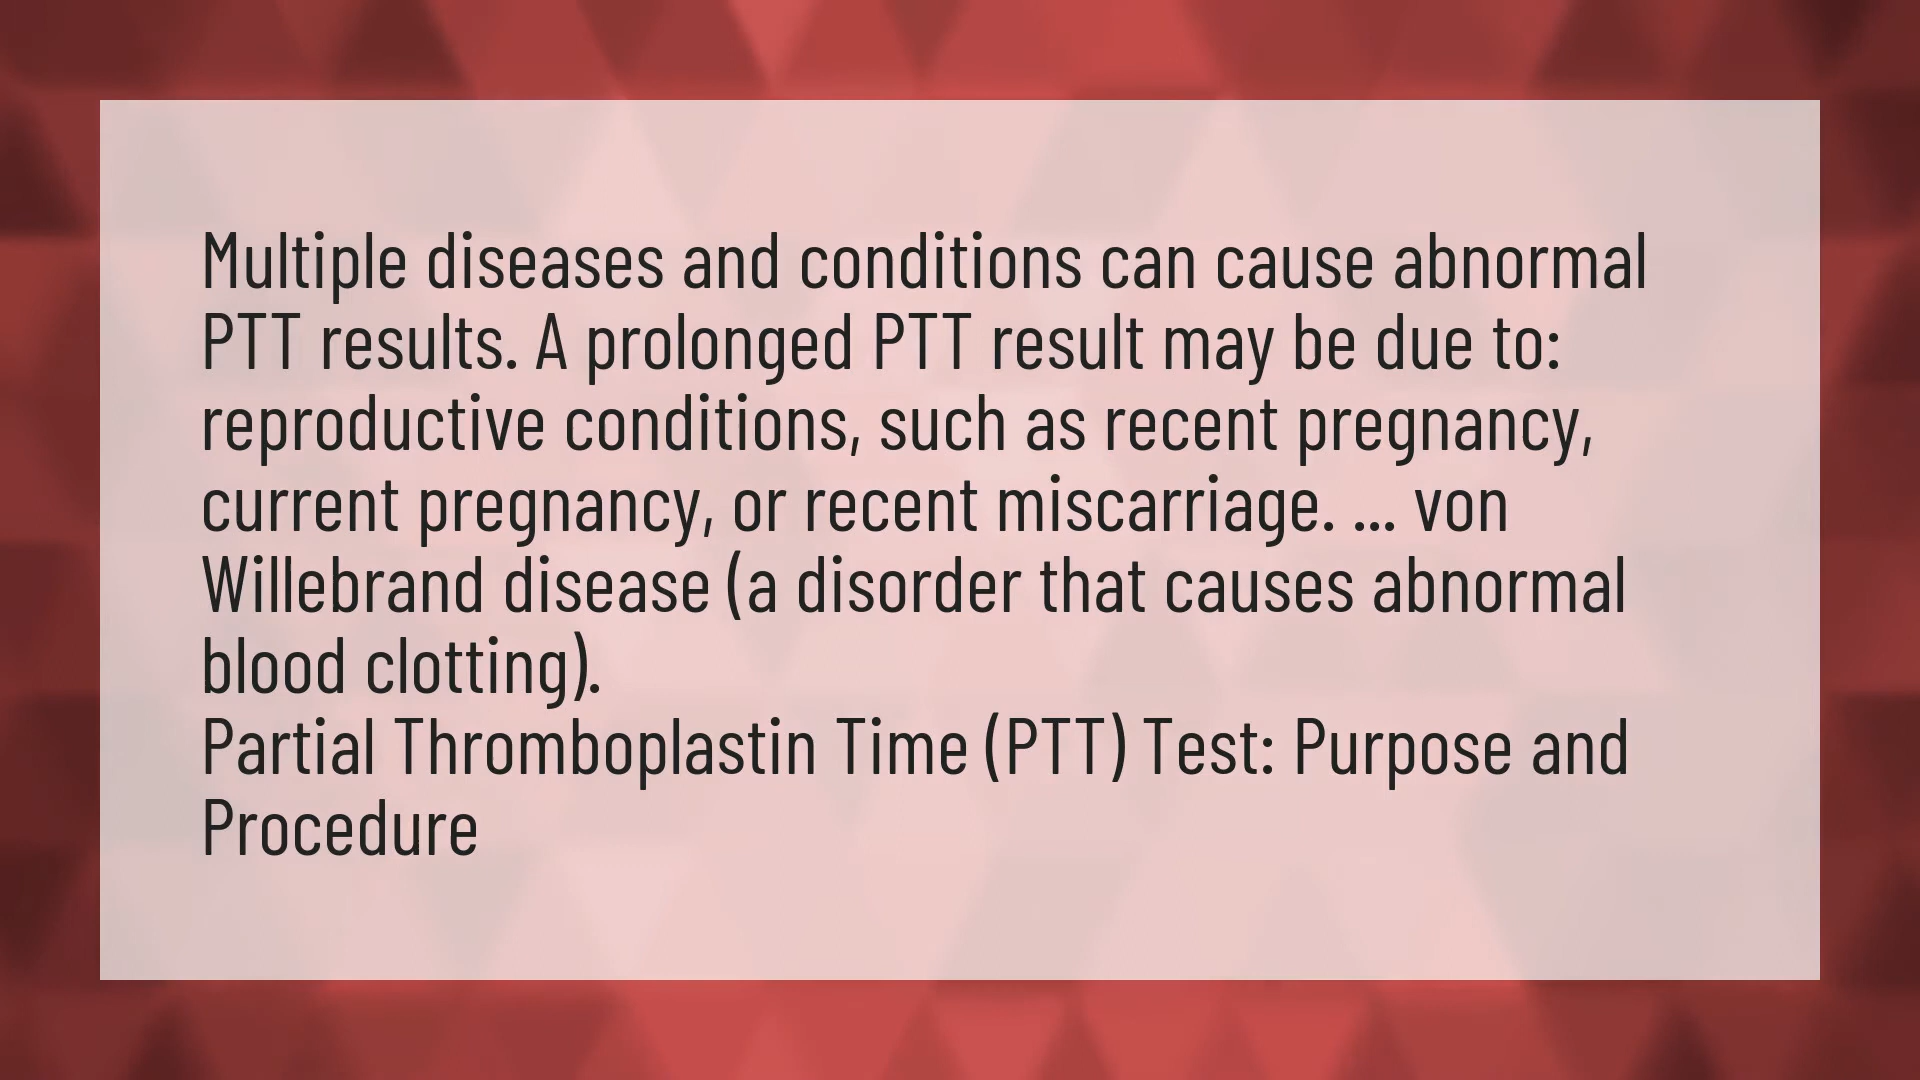 Multiple diseases and conditions can cause abnormal
PTT results. A prolonged PTT result may be due to:
reproductive conditions, such as recent pregnancy,
current pregnancy, or recent miscarriage. ... von
Willebrand disease (a disorder that causes abnormal
blood clotting).
Partial Thromboplastin Time (PTT) Test: Purpose and
Procedure